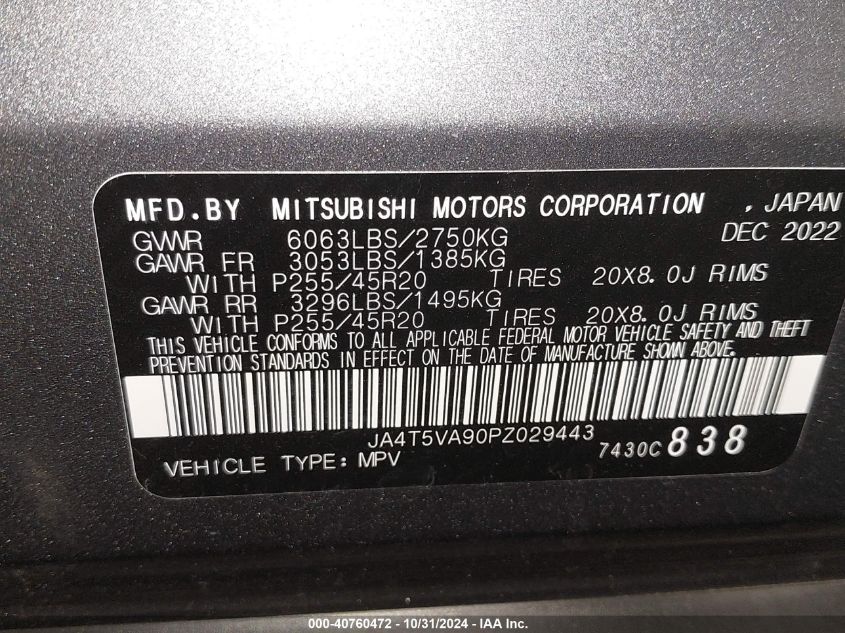 MFD.BY MITSUBISHI MOTORS CORPORATION , JAPAN
GVWR 6063LBS/2750KG DEC 2022
GAWR FR 3053LBS/1385KG
WITH P255/45R20 TIRES 20X8.0J RIMS
GAWR RR 3296LBS/1495KG
WITH P255/45R20 TIRES 20X8.0J RIMS
THIS VEHICLE CONFORMS TO ALL APPLICABLE FEDERAL MOTOR VEHICLE SAFETY AND THEFT
PREVENTION STANDARDS IN EFFECT ON THE DATE OF MANUFACTURE SHOWN ABOVE.
JA4T5VA90PZ029443
VEHICLE TYPE: MPV 7430C 838
000-40760472 - 10/31/2024 - IAA Inc.